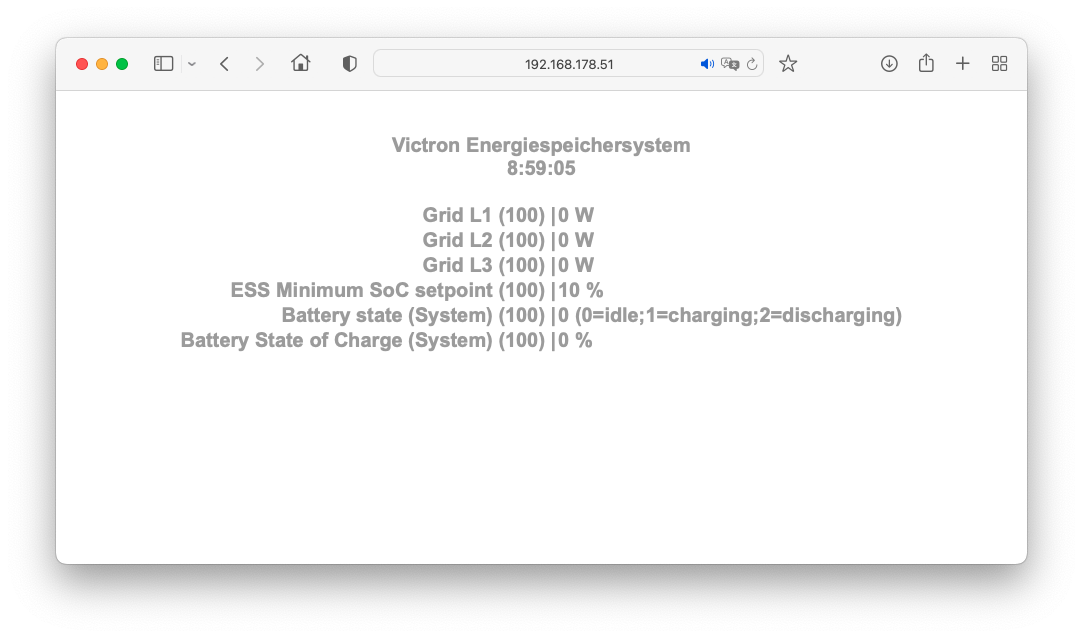 192.168.178.51
Victron Energiespeichersystem
8:59:05
Grid L1 (100) |0 W
Grid L2 (100) |0 W
Grid L3 (100) |0 W
ESS Minimum SoC setpoint (100) |10 %
Battery state (System) (100) |0 (0=idle;1=charging;2=discharging)
Battery State of Charge (System) (100) |0 %